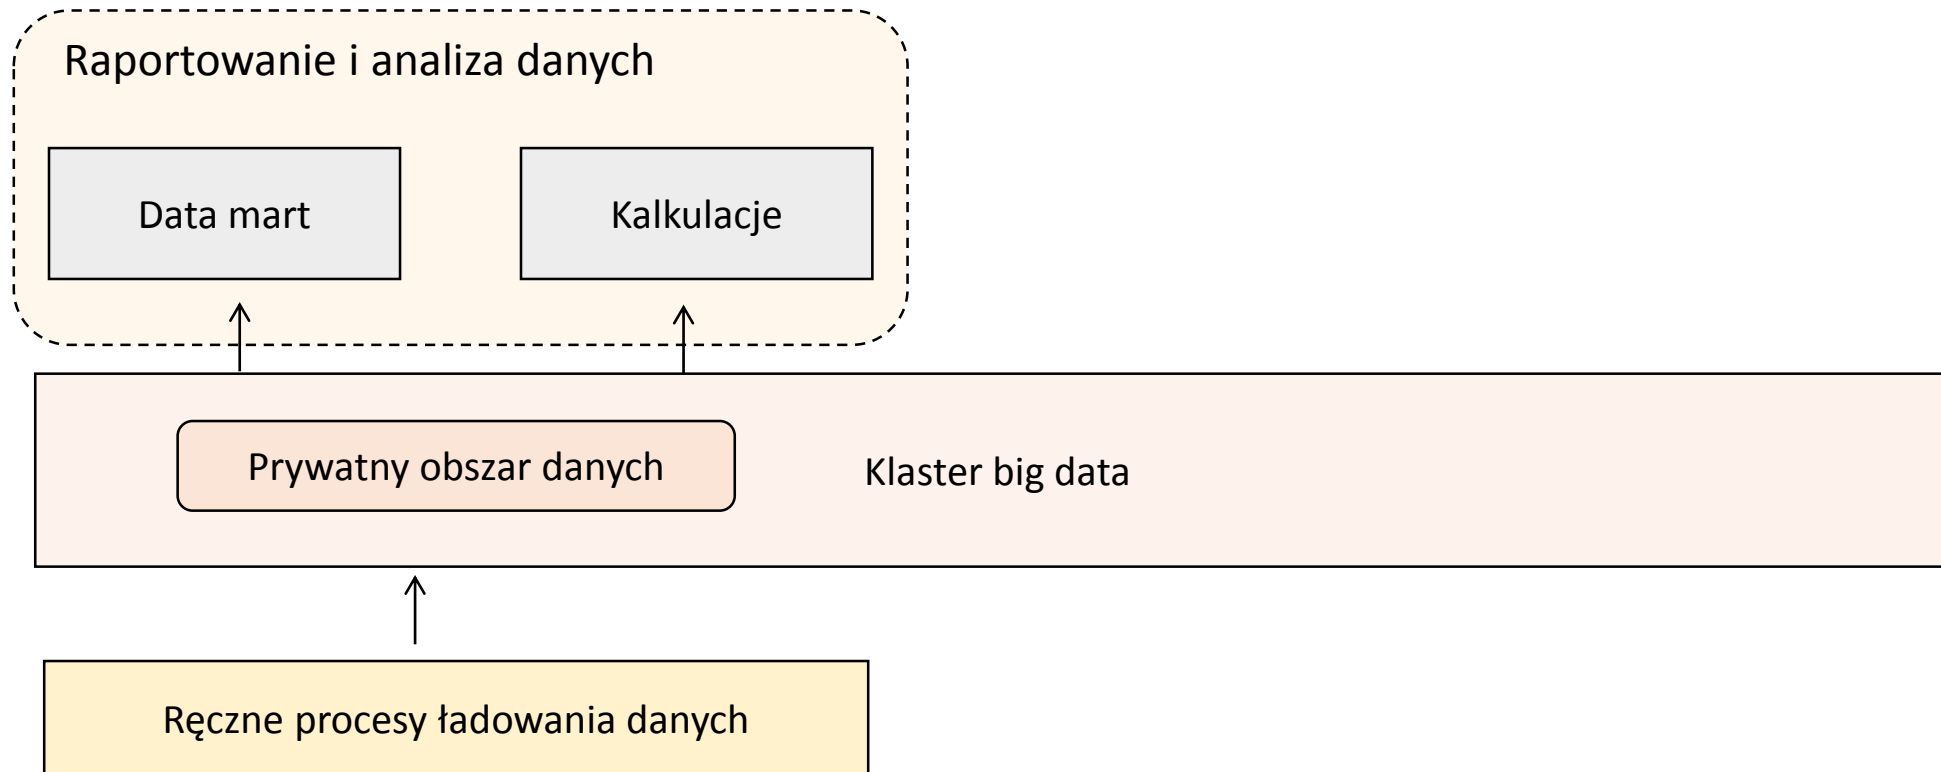 Raportowanie i analiza danych
Data mart
Kalkulacje
Prywatny obszar danych
Klaster big data
Ręczne procesy ładowania danych